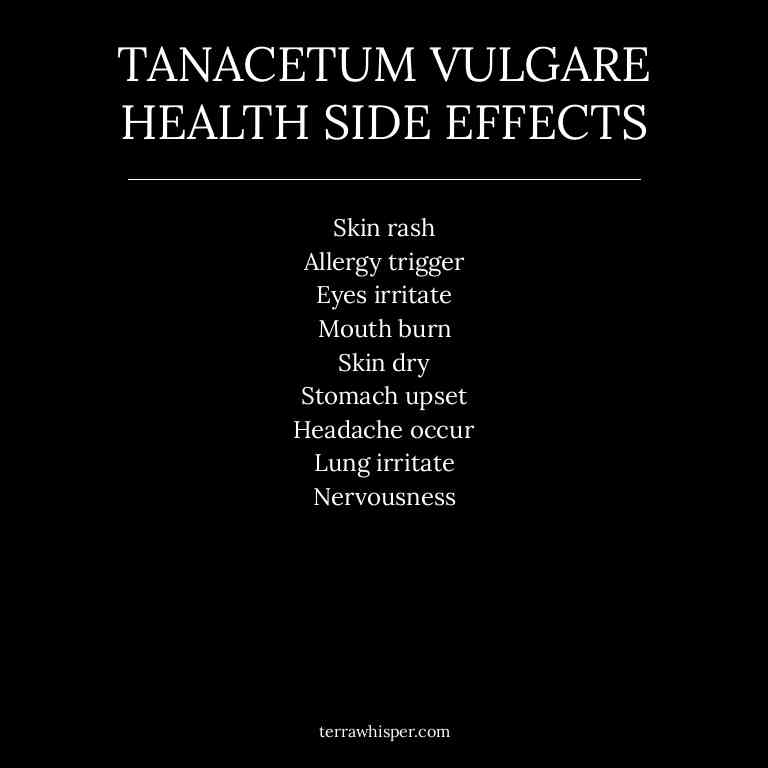 TANACETUM VULGARE
HEALTH SIDE EFFECTS
Skin rash
Allergy trigger
Eyes irritate
Mouth burn
Skin dry
Stomach upset
Headache occur
Lung irritate
Nervousness
terrawhisper.com